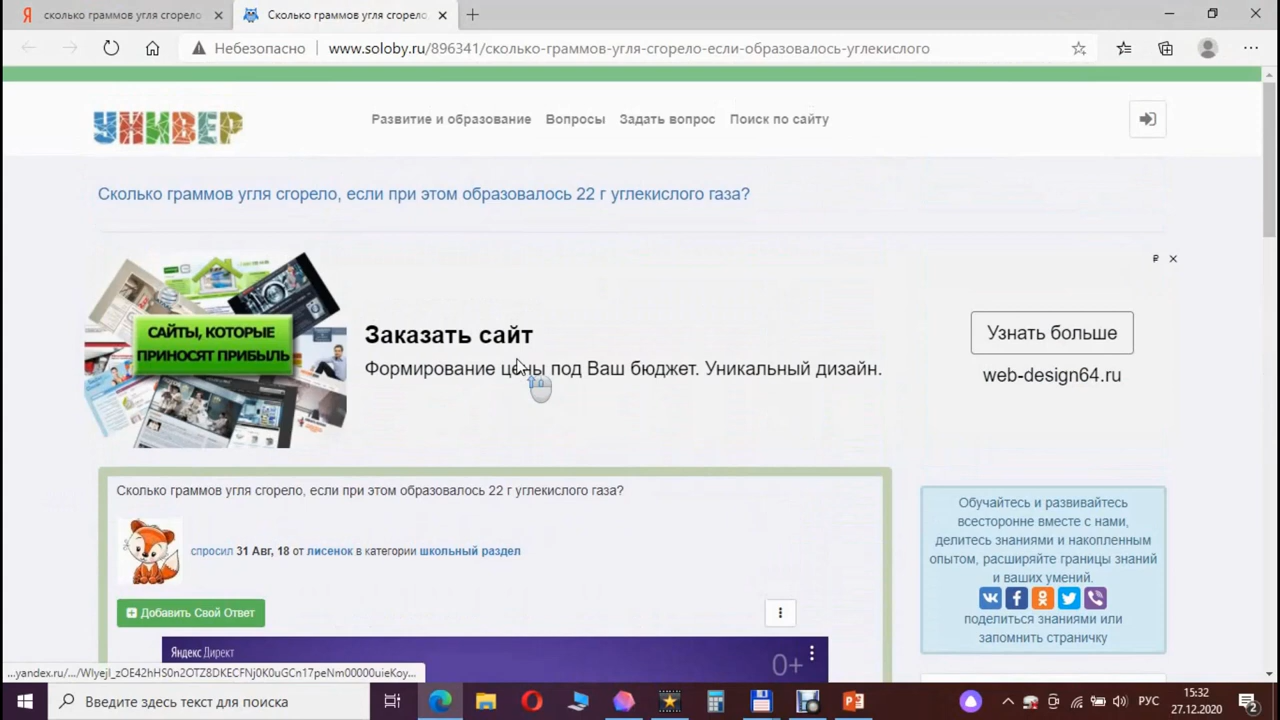 сколько граммов угля сгорело
Сколько граммов угля сгорело,
Небезопасно
www.soloby.ru/896341/сколько-граммов-угля-сгорело-если-образовалось-углекислого
УНИВЕР
Развитие и образование
Вопросы
Задать вопрос
Поиск по сайту
Сколько граммов угля сгорело, если при этом образовалось 22 г углекислого газа?
САЙТЫ, КОТОРЫЕ
ПРИНОСЯТ ПРИБЫЛЬ
Заказать сайт
Формирование цены под Ваш бюджет. Уникальный дизайн.
Узнать больше
web-design64.ru
Сколько граммов угля сгорело, если при этом образовалось 22 г углекислого газа?
спросил 31 Авг, 18 от лисенок в категории школьный раздел
Добавить Свой Ответ
Обучайтесь и развивайтесь
всесторонне вместе с нами,
делитесь знаниями и накопленным
опытом, расширяйте границы знаний
и ваших умений.
поделиться знаниями или
запомнить страничку
Яндекс Директ
0+
Введите здесь текст для поиска
РУС
15:32
27.12.2020
2